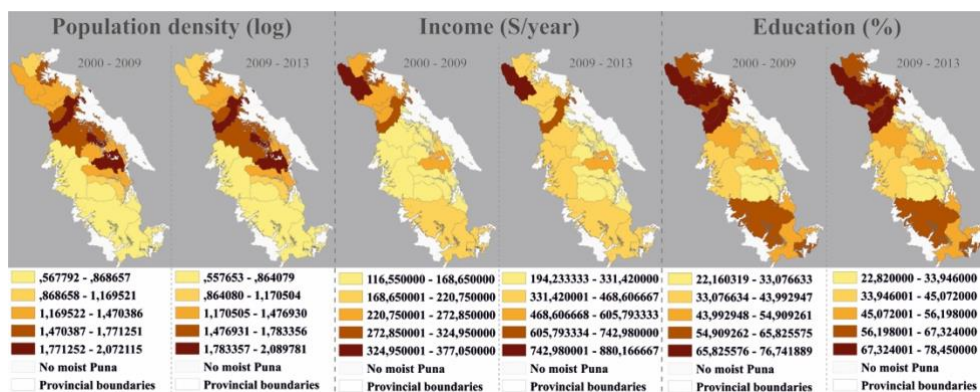 Population density (log)
Income (S/year)
Education (%)
2000-2009
2009-2013
2000-2009
2009-2013
2000-2009
2009-2013
,567792 - ,868657
,868658 - 1,169521
1,169522 - 1,470386
1,470387 - 1,771251
1,771252 - 2,072115
No moist Puna
Provincial boundaries
,557653 - ,864079
,864080 - 1,170504
1,170505 - 1,476930
1,476931 - 1,783356
1,783357 - 2,089781
No moist Puna
Provincial boundaries
116,550000 - 168,650000
168,650001 - 220,750000
220,750001 - 272,850000
272,850001 - 324,950000
324,950001 - 377,050000
No moist Puna
Provincial boundaries
194,233333 - 331,420000
331,420001 - 468,606667
468,606668 - 605,793333
605,793334 - 742,980000
742,980001 - 880,166667
No moist Puna
Provincial boundaries
22,160319 - 33,076633
33,076634 - 43,992947
43,992948 - 54,909261
54,909262 - 65,825575
65,825576 - 76,741889
No moist Puna
Provincial boundaries
22,820000 - 33,946000
33,946001 - 45,072000
45,072001 - 56,198000
56,198001 - 67,324000
67,324001 - 78,450000
No moist Puna
Provincial boundaries